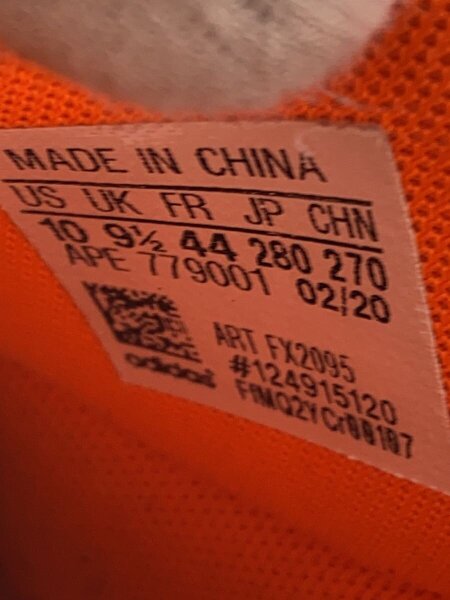 MADE IN CHINA
US UK FR JP CHN
10 9½ 44 280 270
APE 779001 02/20
ART FX2095
#124915120
adidas